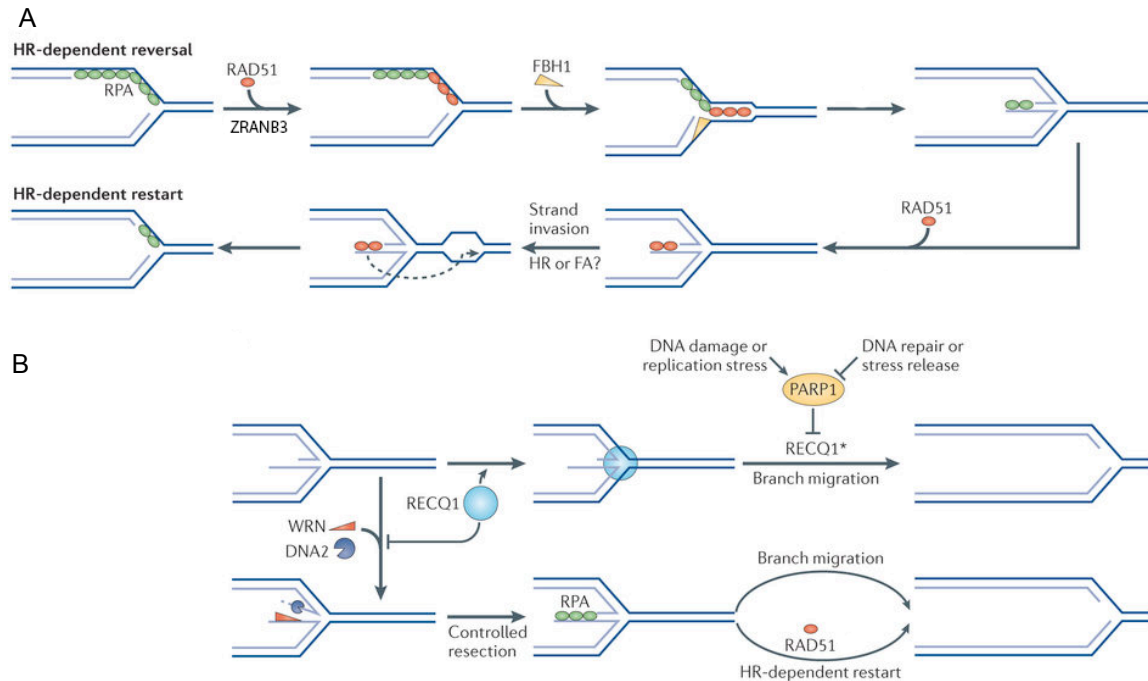 A
HR-dependent reversal
RPA
RAD51
ZRANB3
FBH1
HR-dependent restart
Strand
invasion
HR or FA?
RAD51
B
DNA damage or
replication stress
DNA repair or
stress release
PARP1
RECQ1*
Branch migration
RECQ1
WRN
DNA2
Controlled
resection
RPA
Branch migration
RAD51
HR-dependent restart